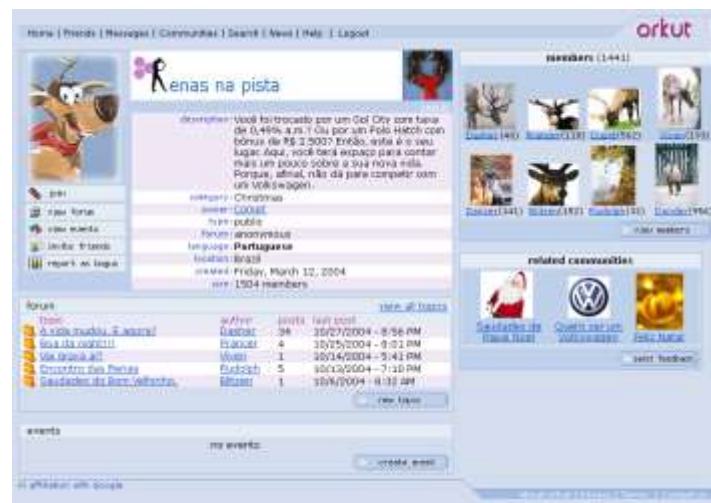 Home | Friends | Messages | Communities | Search | News | Help | Logout
orkut
Renas na pista
description: Você foi trocado por um Gol City com taxa
de 0,49% a.m.? Ou por um Polo Hatch com
bônus de R$ 2.500? Então, este é o seu
lugar. Aqui, você terá espaço para contar
mais um pouco sobre a sua nova vida.
Porque, afinal, não dá para competir com
um Volkswagen.
category: Christmas
owner: Comet
type: public
forum: anonymous
language: Portuguese
location: Brazil
created: Friday, March 12, 2004
size: 1504 members
join
view forum
view events
invite friends
report as bogus
members (1441)
view members
related communities
Saudades do
Papai Noel
Quero ser um
Volkswagen
Feliz Natal
send feedback
forum
view all topics
topic author posts last post
A vida mudou. E agora? Dasher 34 10/27/2004 - 8:56 PM
Boa da night!!! Prancer 4 10/25/2004 - 8:01 PM
Vixen 1 10/14/2004 - 5:41 PM
Encontro das Renas Rudolph 5 10/13/2004 - 7:10 PM
Saudades do Bom Velhinho. Blitzen 1 10/6/2004 - 8:32 AM
new topic
events
no events
create event
in affiliation with Google